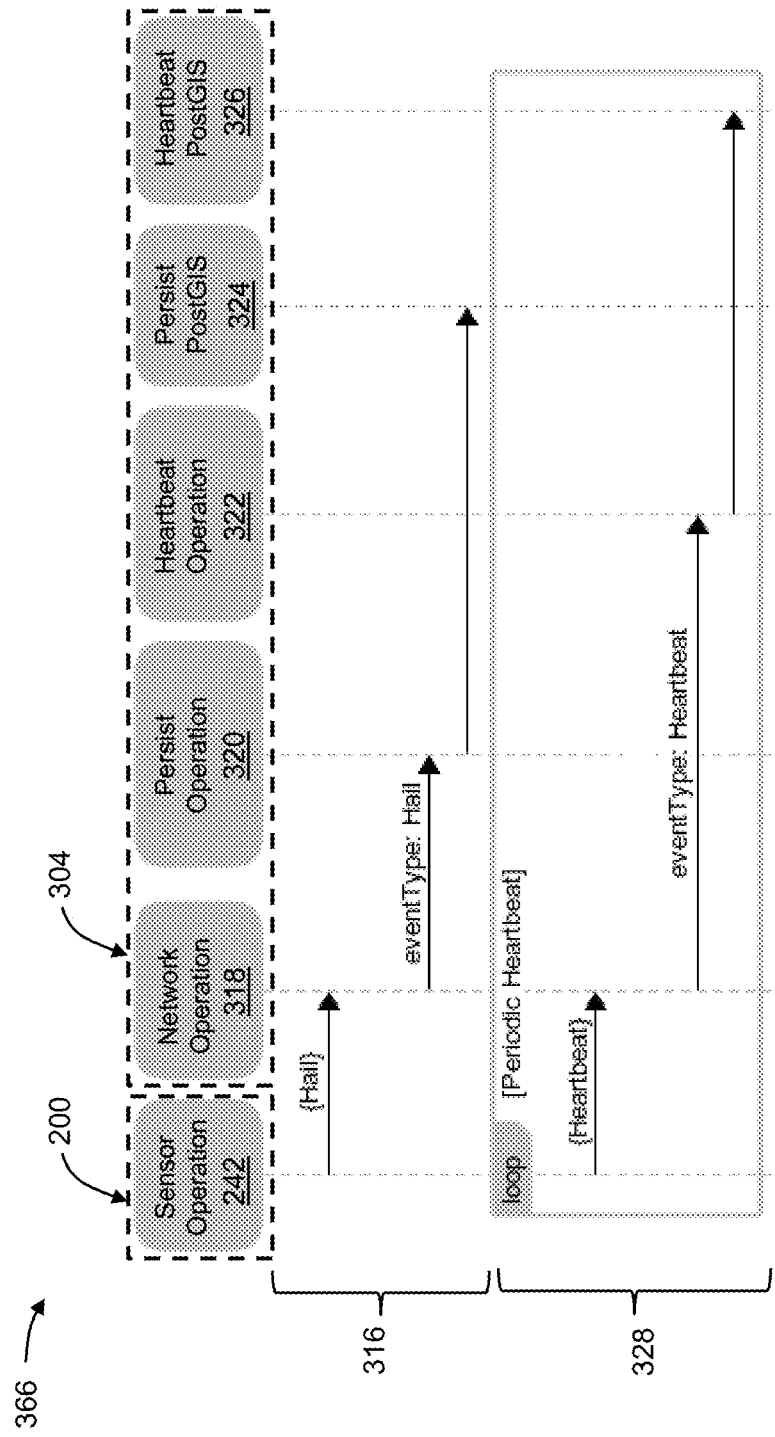 366
200
304
Sensor
Operation
242
Network
Operation
318
Persist
Operation
320
Heartbeat
Operation
322
Persist
PostGIS
324
Heartbeat
PostGIS
326
316
{Hail}
eventType: Hail
328
loop
[Periodic Heartbeat]
{Heartbeat}
eventType: Heartbeat